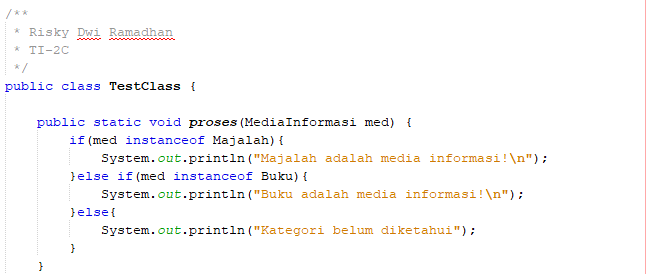 /**
 * Risky Dwi Ramadhan
 * TI-2C
 */
public class TestClass {
    public static void proses(MediaInformasi med) {
        if(med instanceof Majalah){
            System.out.println("Majalah adalah media informasi!\n");
        }else if(med instanceof Buku){
            System.out.println("Buku adalah media informasi!\n");
        }else{
            System.out.println("Kategori belum diketahui");
        }
    }